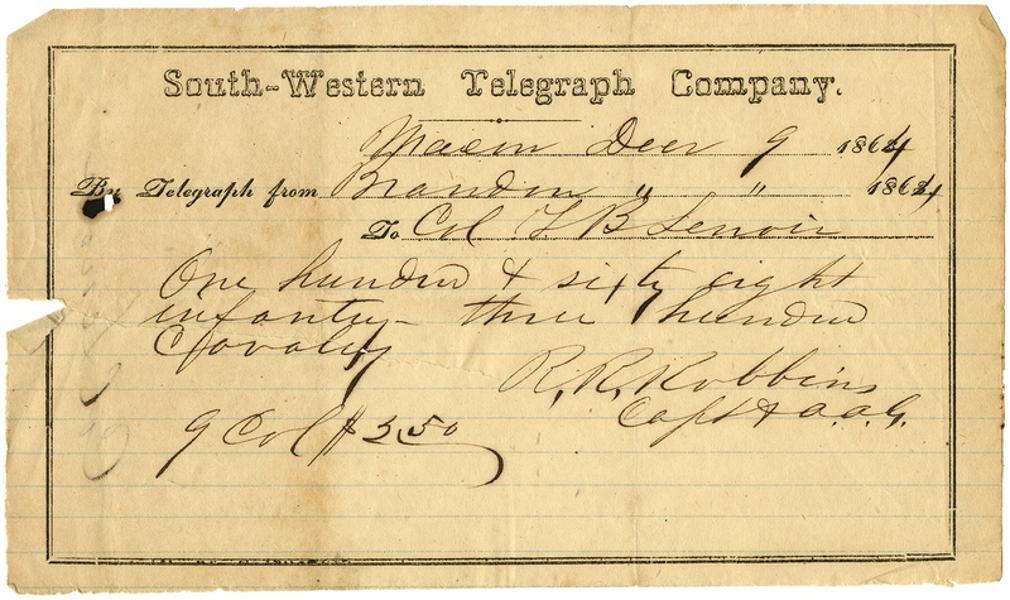 South-Western Telegraph Company.
Macon Decr 9 1864
By Telegraph from Brandon " " 1864
To Col T B Lenoir
One hundred & sixty eight
infantry - three hundred
Cavalry
R. R. Robbins
Capt & A.A.G.
9 Col $ 3 50